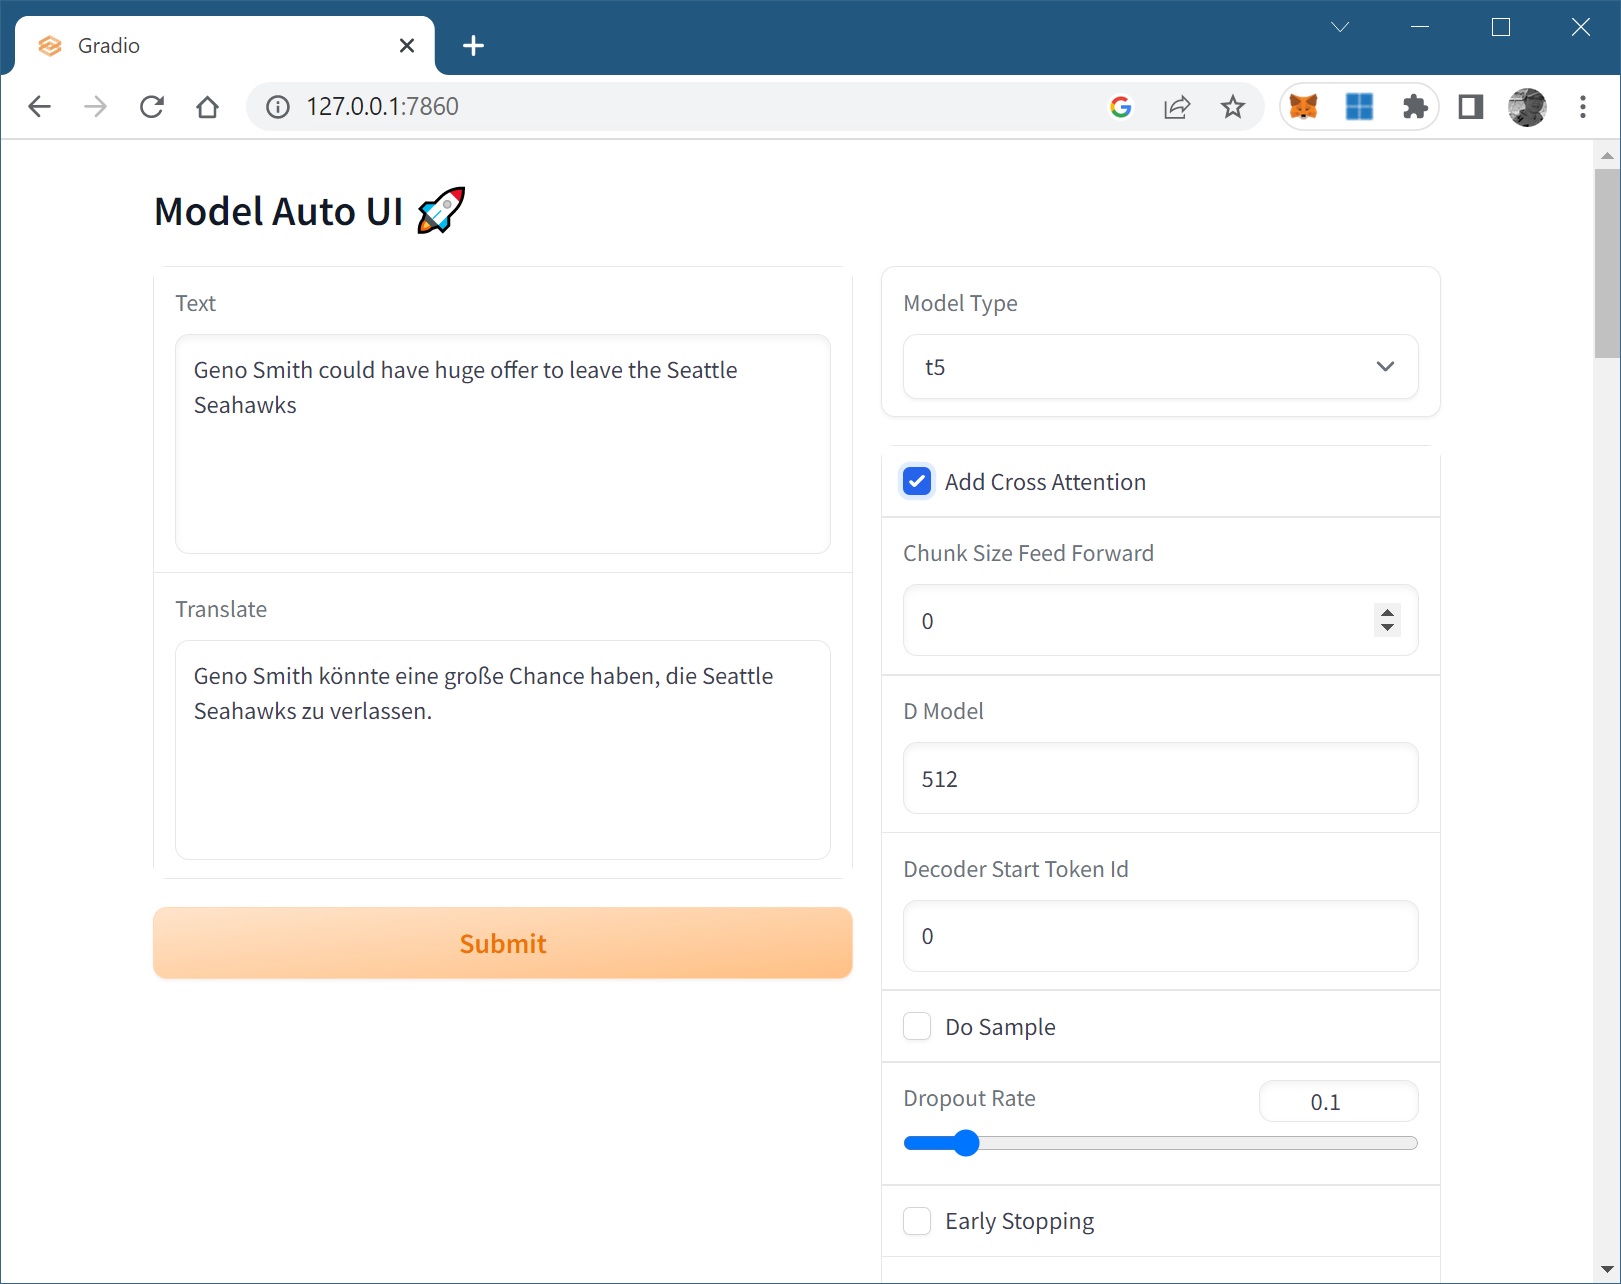 Gradio
127.0.0.1:7860
Model Auto UI 🚀
Text
Geno Smith could have huge offer to leave the Seattle
Seahawks
Translate
Geno Smith könnte eine große Chance haben, die Seattle
Seahawks zu verlassen.
Submit
Model Type
t5
Add Cross Attention
Chunk Size Feed Forward
0
D Model
512
Decoder Start Token Id
0
Do Sample
Dropout Rate
0.1
Early Stopping